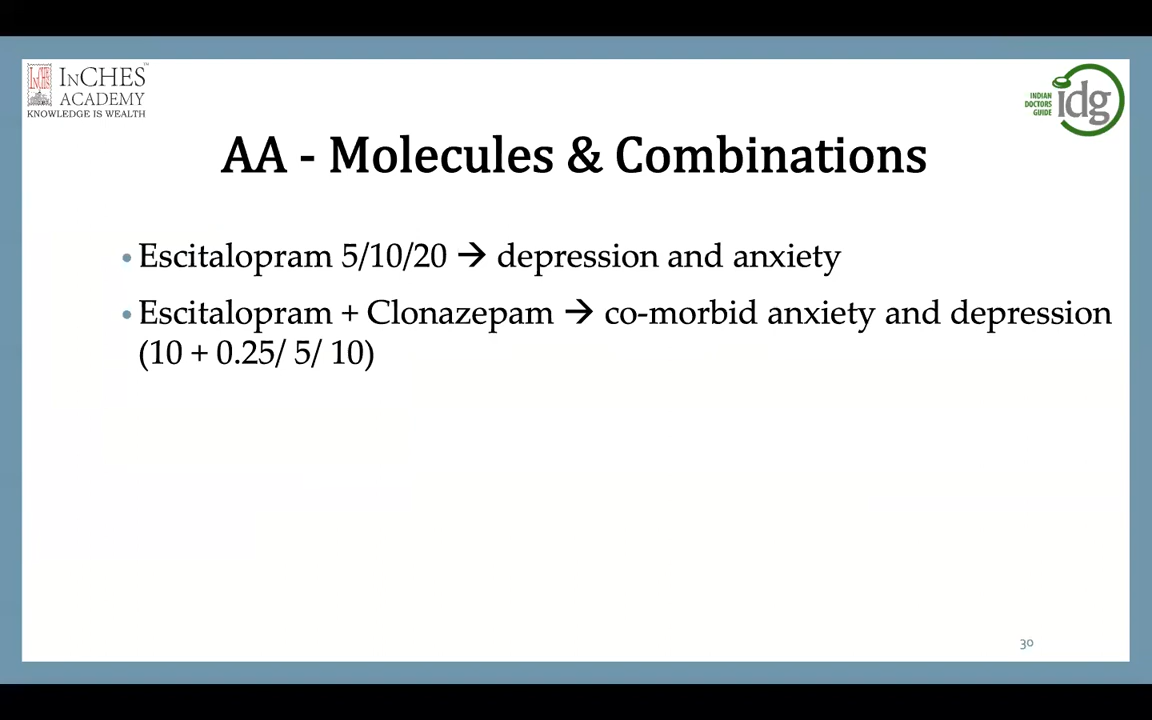 InCHES
ACADEMY
KNOWLEDGE IS WEALTH
INDIAN
DOCTORS
GUIDE
idg
AA - Molecules & Combinations
• Escitalopram 5/10/20 → depression and anxiety
• Escitalopram + Clonazepam → co-morbid anxiety and depression
(10 + 0.25/ 5/ 10)
30